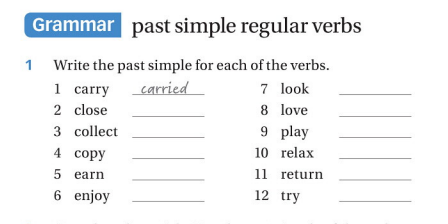 Grammar past simple regular verbs
1 Write the past simple for each of the verbs.
1 carry carried
2 close
3 collect
4 copy
5 earn
6 enjoy
7 look
8 love
9 play
10 relax
11 return
12 try